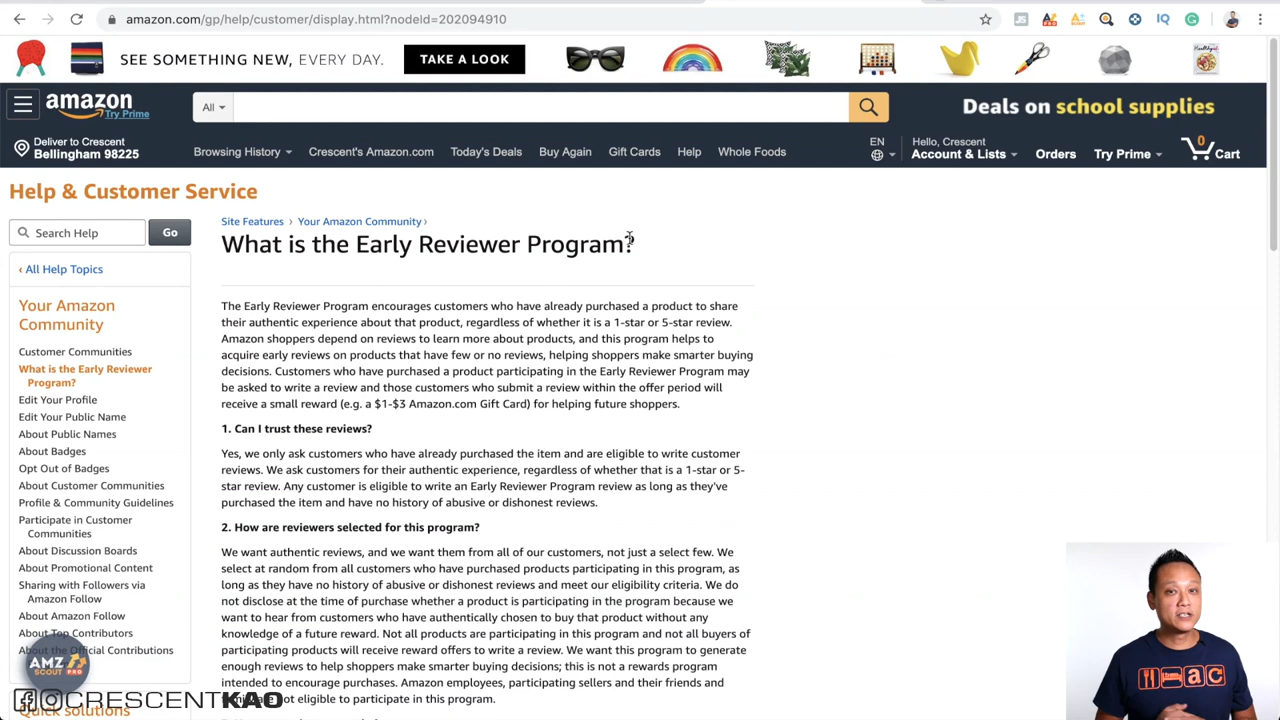 amazon.com/gp/help/customer/display.html?nodeId=202094910
SEE SOMETHING NEW, EVERY DAY.
TAKE A LOOK
amazon
Try Prime
All
Deals on school supplies
Deliver to Crescent
Bellingham 98225
Browsing History
Crescent's Amazon.com
Today's Deals
Buy Again
Gift Cards
Help
Whole Foods
EN
Hello, Crescent
Account & Lists
Orders
Try Prime
0
Cart
Help & Customer Service
Search Help
Go
‹ All Help Topics
Your Amazon
Community
Customer Communities
What is the Early Reviewer
Program?
Edit Your Profile
Edit Your Public Name
About Public Names
About Badges
Opt Out of Badges
About Customer Communities
Profile & Community Guidelines
Participate in Customer
Communities
About Discussion Boards
About Promotional Content
Sharing with Followers via
Amazon Follow
About Amazon Follow
About Top Contributors
About the Official Contributors
Quick solutions
Site Features › Your Amazon Community ›
What is the Early Reviewer Program?
The Early Reviewer Program encourages customers who have already purchased a product to share
their authentic experience about that product, regardless of whether it is a 1-star or 5-star review.
Amazon shoppers depend on reviews to learn more about products, and this program helps to
acquire early reviews on products that have few or no reviews, helping shoppers make smarter buying
decisions. Customers who have purchased a product participating in the Early Reviewer Program may
be asked to write a review and those customers who submit a review within the offer period will
receive a small reward (e.g. a $1-$3 Amazon.com Gift Card) for helping future shoppers.
1. Can I trust these reviews?
Yes, we only ask customers who have already purchased the item and are eligible to write customer
reviews. We ask customers for their authentic experience, regardless of whether that is a 1-star or 5-
star review. Any customer is eligible to write an Early Reviewer Program review as long as they've
purchased the item and have no history of abusive or dishonest reviews.
2. How are reviewers selected for this program?
We want authentic reviews, and we want them from all of our customers, not just a select few. We
select at random from all customers who have purchased products participating in this program, as
long as they have no history of abusive or dishonest reviews and meet our eligibility criteria. We do
not disclose at the time of purchase whether a product is participating in the program because we
want to hear from customers who have authentically chosen to buy that product without any
knowledge of a future reward. Not all products are participating in this program and not all buyers of
participating products will receive reward offers to write a review. We want this program to generate
enough reviews to help shoppers make smarter buying decisions; this is not a rewards program
intended to encourage purchases. Amazon employees, participating sellers and their friends and
not eligible to participate in this program.
AMZ
SCOUT PRO
CRESCENTKAO
ac